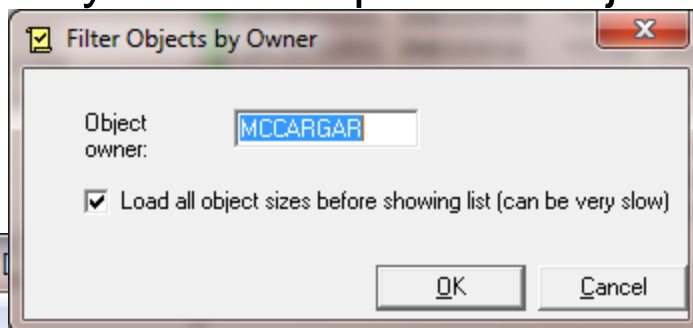 Filter Objects by Owner
Object
owner:
MCCARGAR
Load all object sizes before showing list (can be very slow)
OK
Cancel